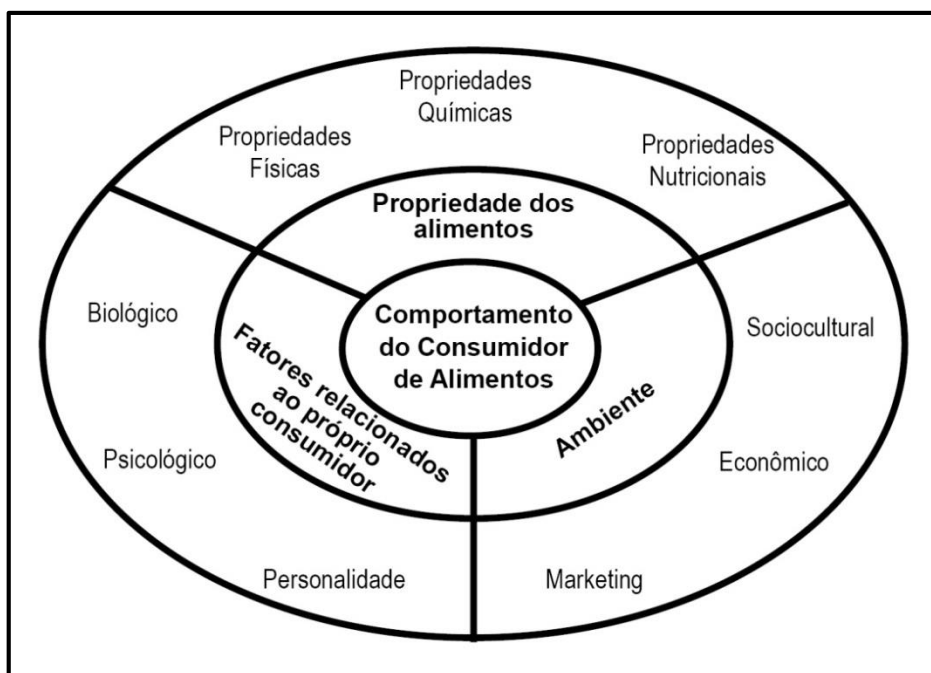 Propriedades
Químicas
Propriedades
Físicas
Propriedades
Nutricionais
Propriedade dos
alimentos
Biológico
Comportamento
do Consumidor
de Alimentos
Sociocultural
Fatores relacionados
ao próprio
consumidor
Ambiente
Psicológico
Econômico
Personalidade
Marketing